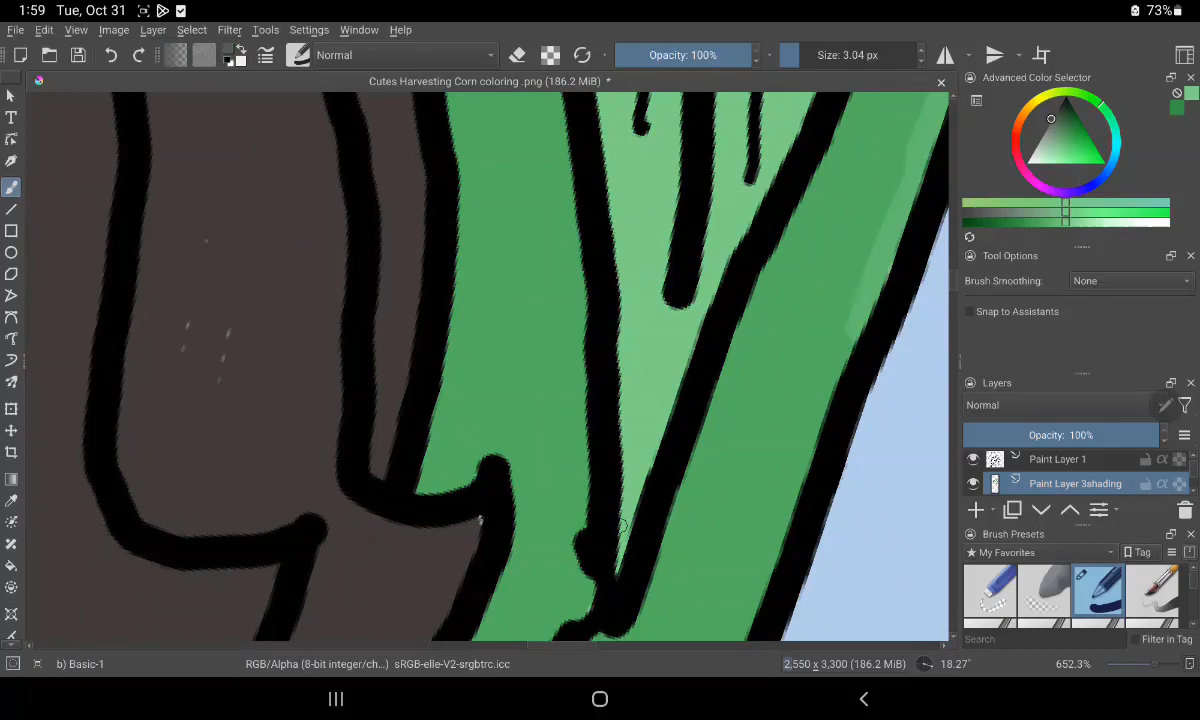 1:59 Tue, Oct 31
73%
File Edit View Image Layer Select Filter Tools Settings Window Help
Normal
Opacity: 100%
Size: 3.04 px
Cutes Harvesting Corn coloring .png (186.2 MiB) *
Advanced Color Selector
Tool Options
Brush Smoothing: None
Snap to Assistants
Layers
Normal
Opacity: 100%
Paint Layer 1
Paint Layer 3ahading
Brush Presets
My Favorites
Tag
Search
Filter in Tag
b) Basic-1
RGB/Alpha (8-bit integer/ch...) sRGB-elle-V2-srgbtrc.icc
2,550 x 3,300 (186.2 MiB)
18.27°
652.3%